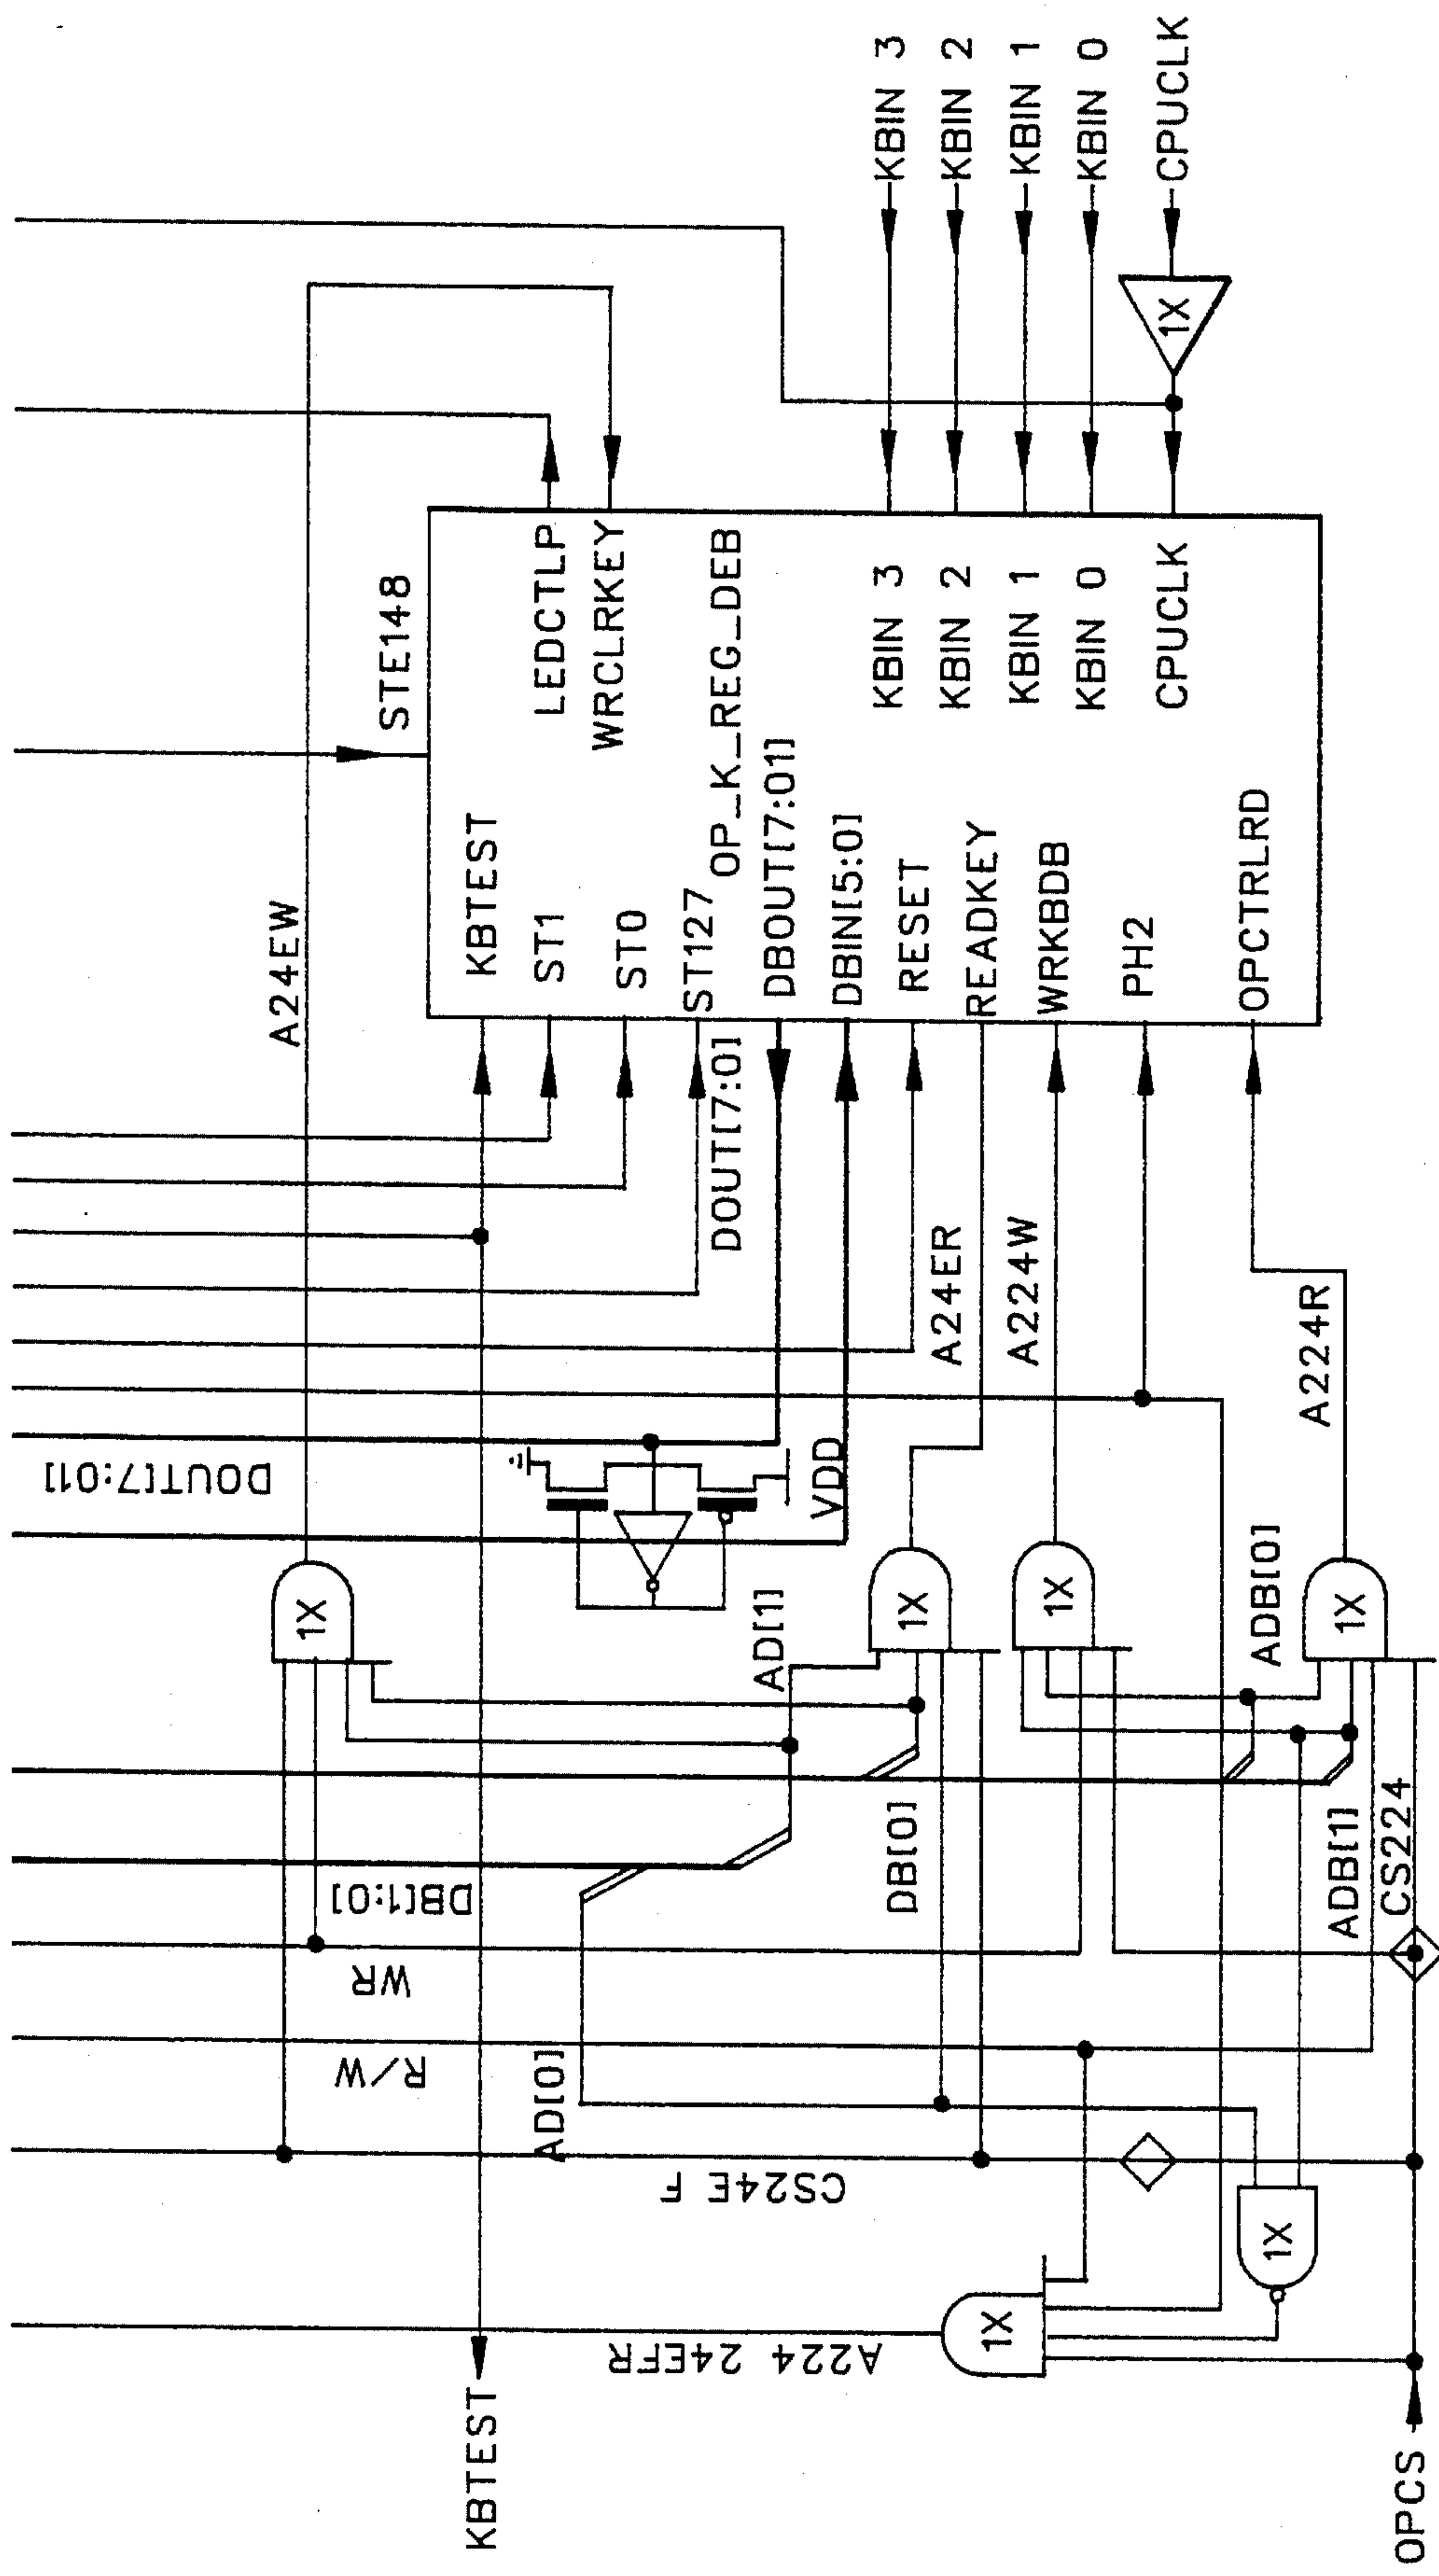 KBIN 3
KBIN 2
KBIN 1
KBIN 0
CPUCLK
1X
STE148
LEDCTLP
WRCLRKEY
OP_K_REG_DEB
KBIN 3
KBIN 2
KBIN 1
KBIN 0
CPUCLK
KBTEST
ST1
ST0
ST127
DBOUT[7:01]
DBIN[5:0]
RESET
READKEY
WRKBDB
PH2
OPCTRLRD
A24EW
DOUT[7:0]
A24ER
A224W
A224R
DOUT[7:01]
VDD
1X
1X
1X
1X
AD[1]
ADB[0]
DB[1:0]
DB[0]
ADB[1]
CS224
WR
R/W
AD[0]
CS24E F
1X
1X
A224 24EFR
KBTEST
OPCS